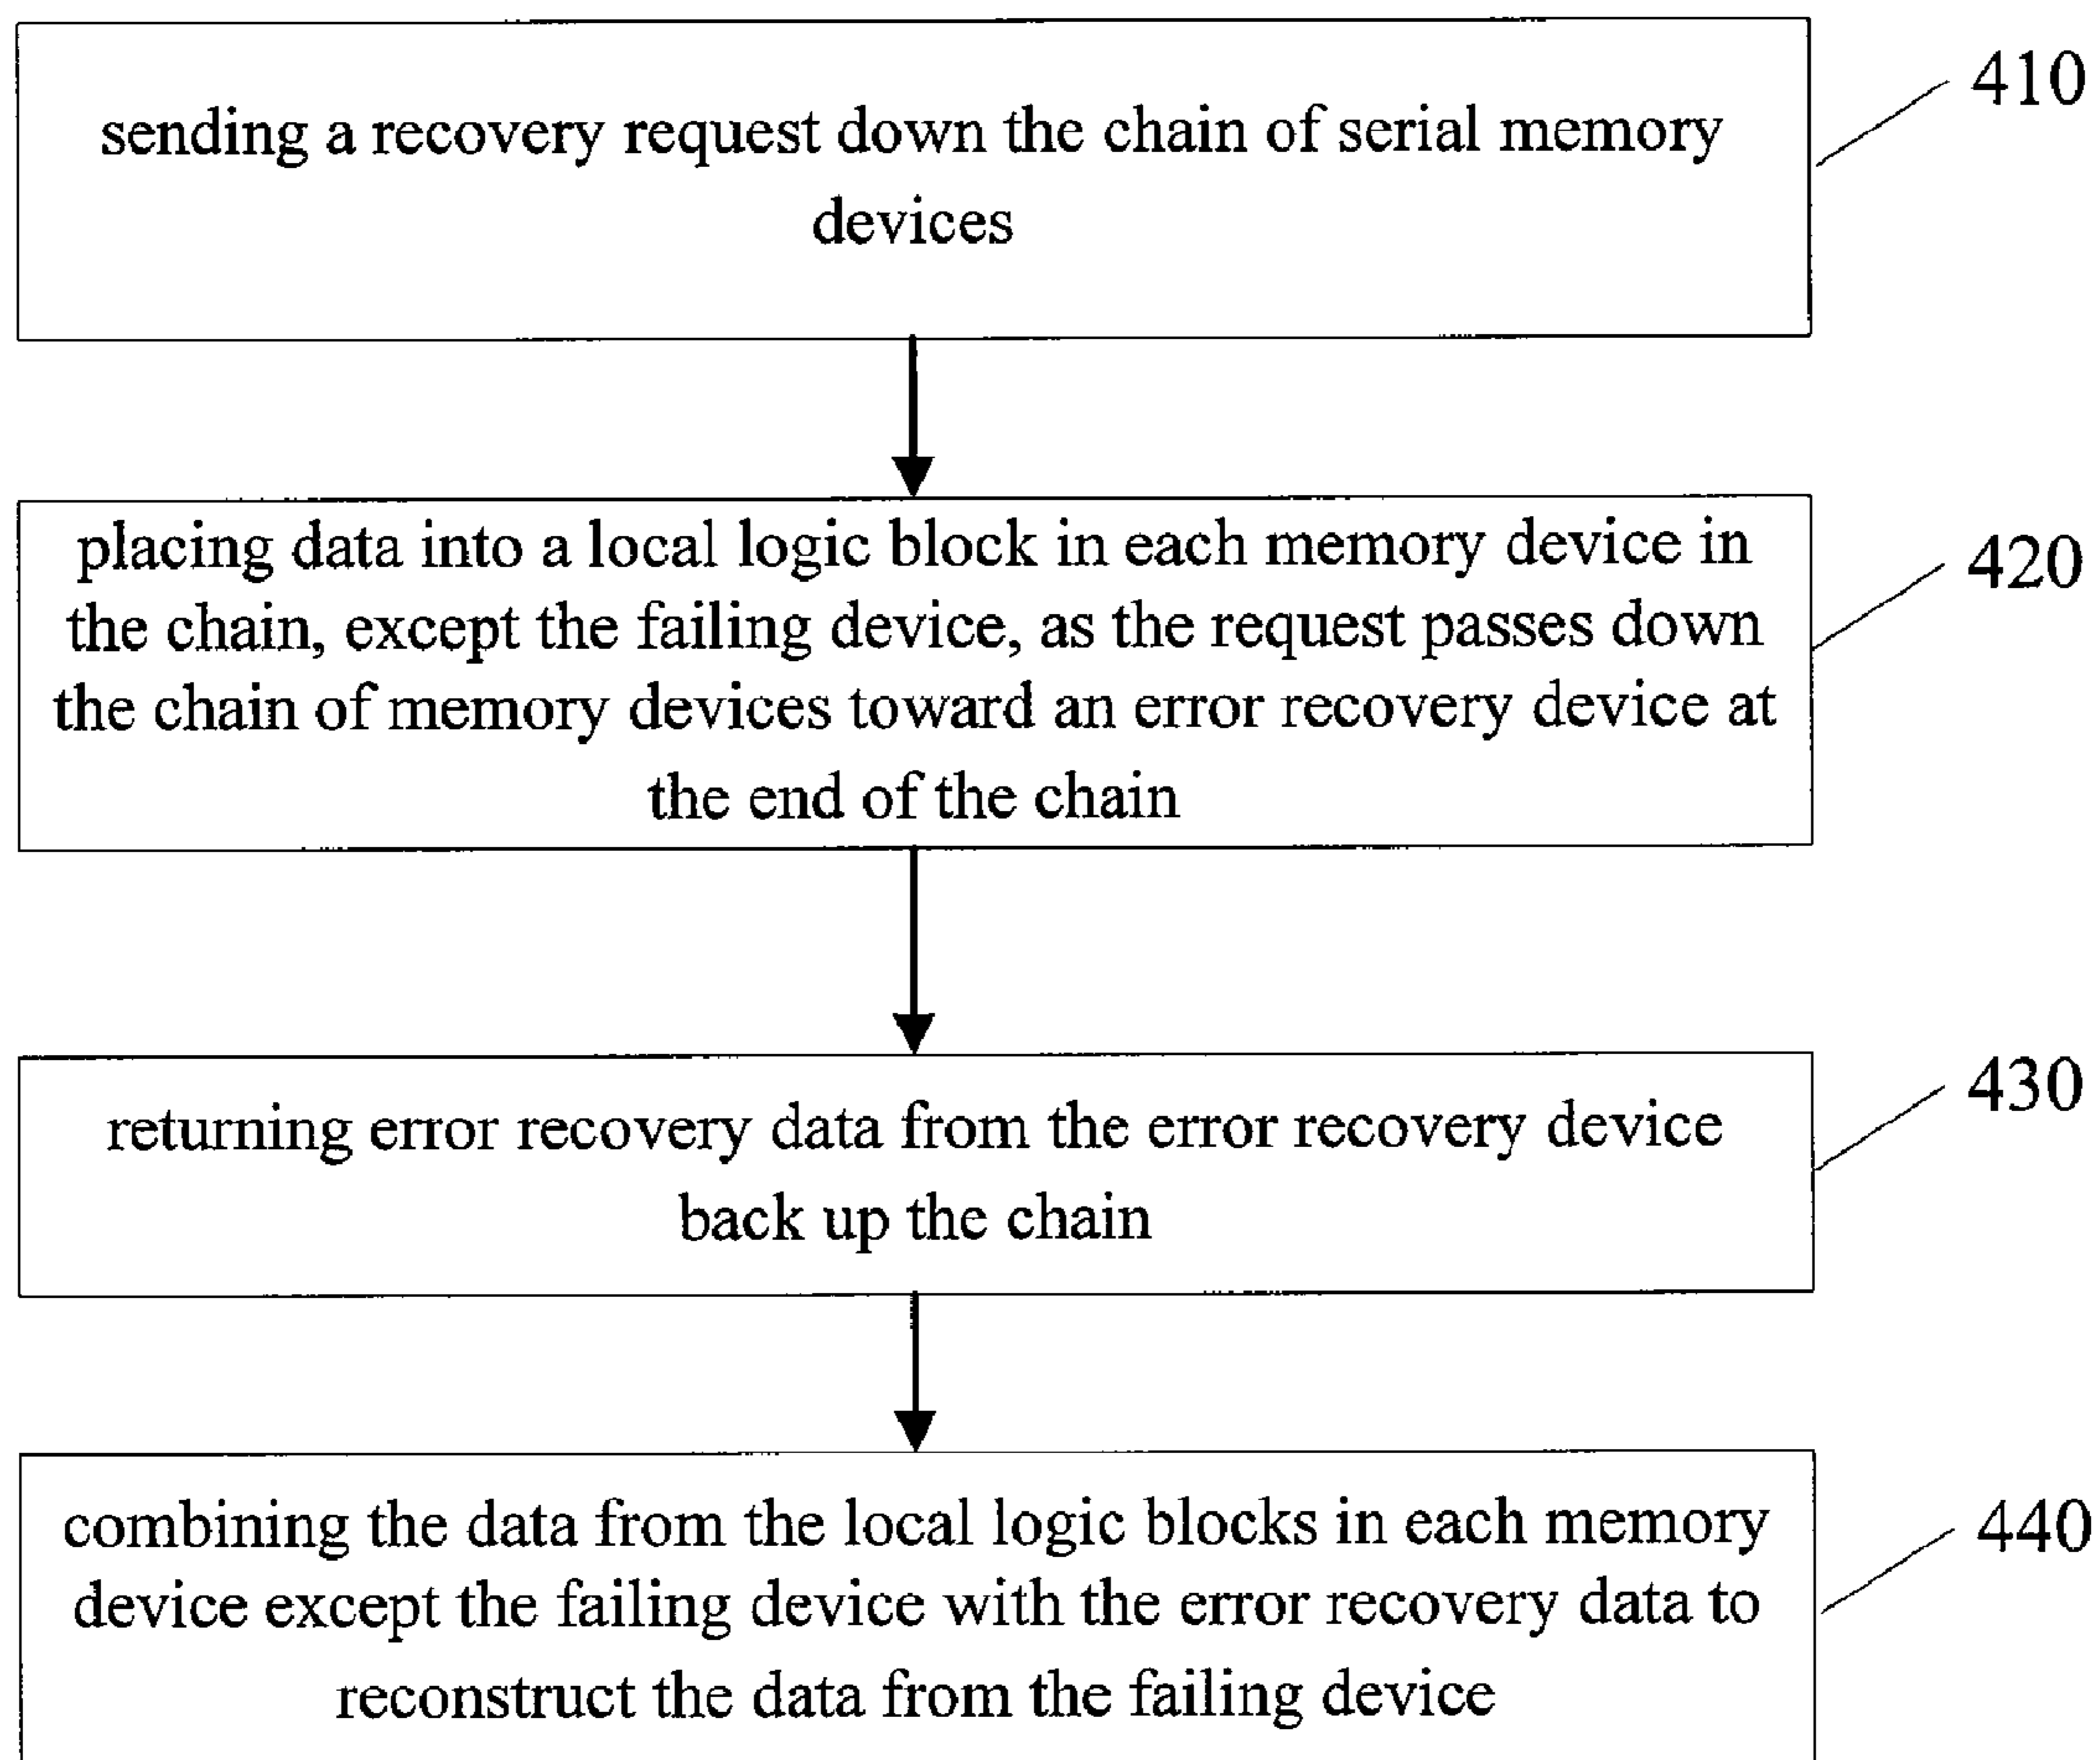 sending a recovery request down the chain of serial memory
devices
410
placing data into a local logic block in each memory device in
the chain, except the failing device, as the request passes down
the chain of memory devices toward an error recovery device at
the end of the chain
420
returning error recovery data from the error recovery device
back up the chain
430
combining the data from the local logic blocks in each memory
device except the failing device with the error recovery data to
reconstruct the data from the failing device
440